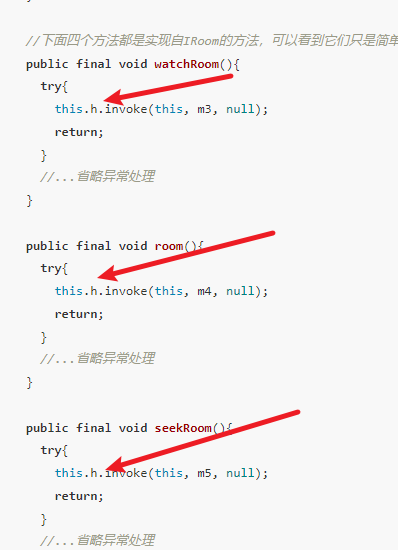 //下面四个方法都是实现自IRoom的方法，可以看到它们只是简单
public final void watchRoom(){
try{
this.h.invoke(this, m3, null);
return;
}
//...省略异常处理
}
public final void room(){
try{
this.h.invoke(this, m4, null);
return;
}
//...省略异常处理
}
public final void seekRoom(){
try{
this.h.invoke(this, m5, null);
return;
}
//...省略异常处理